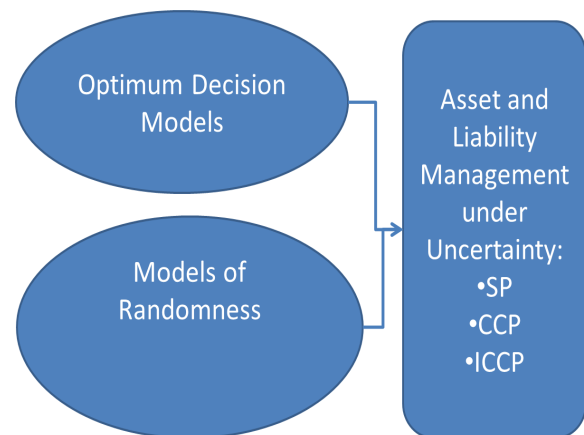 Optimum Decision
Models
Models of
Randomness
Asset and
Liability
Management
under
Uncertainty:
•SP
•CCP
•ICCP